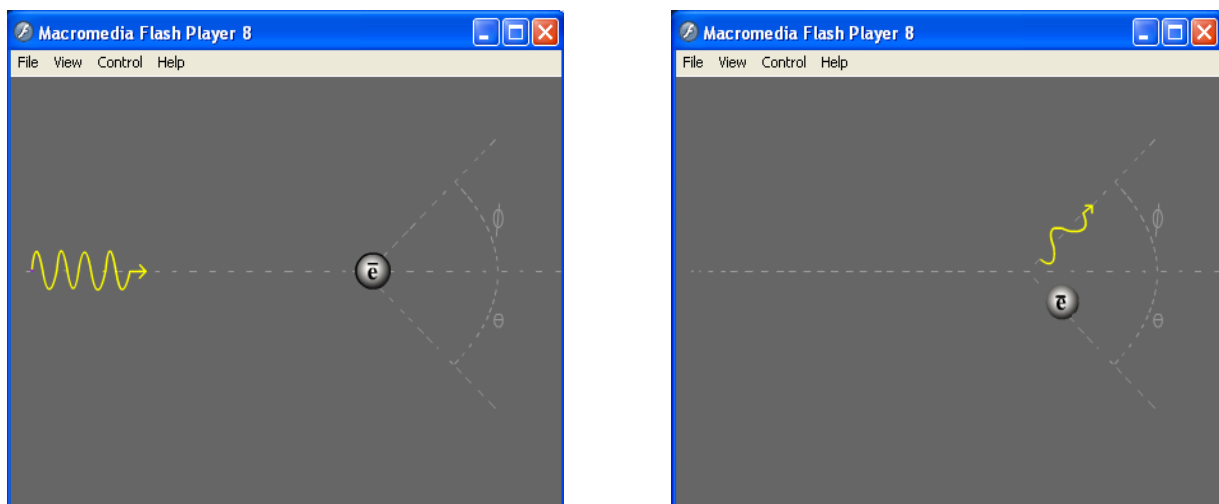 Macromedia Flash Player 8
File View Control Help
ē
ϕ
θ
Macromedia Flash Player 8
File View Control Help
ē
ϕ
θ